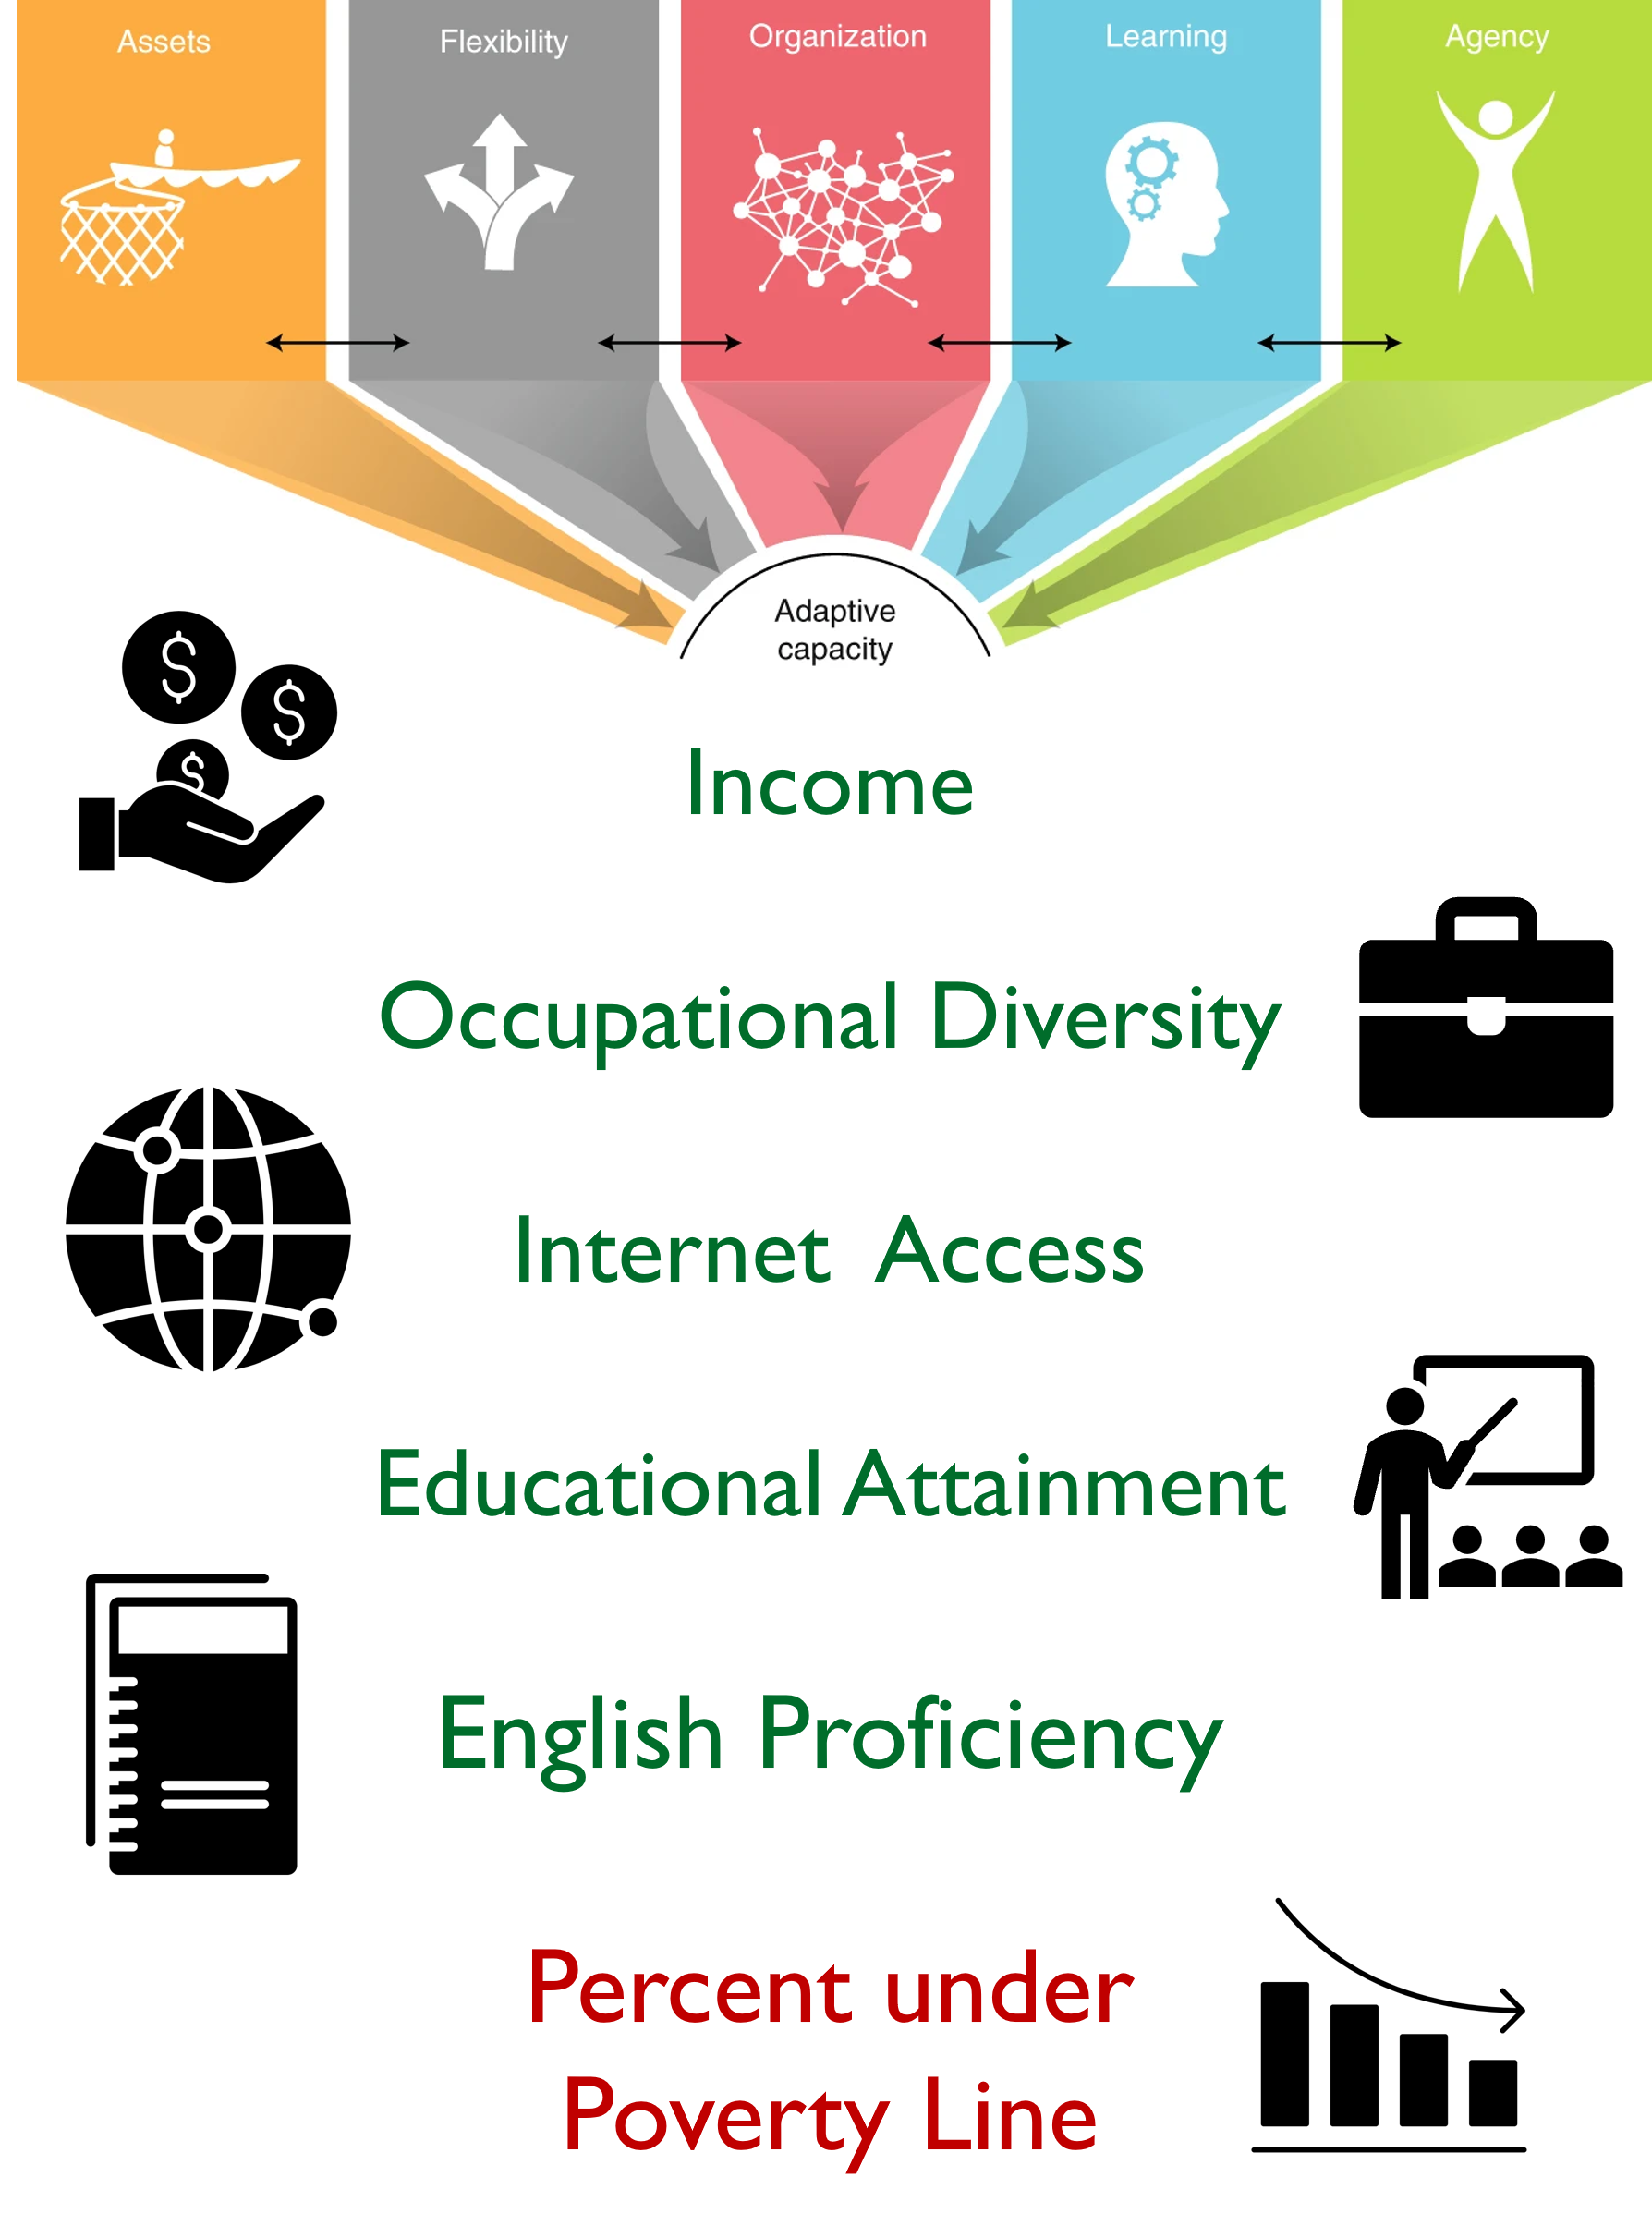 Assets
Flexibility
Organization
Learning
Agency
Adaptive
capacity
$
$
$
Income
Occupational Diversity
Internet Access
Educational Attainment
English Proficiency
Percent under
Poverty Line